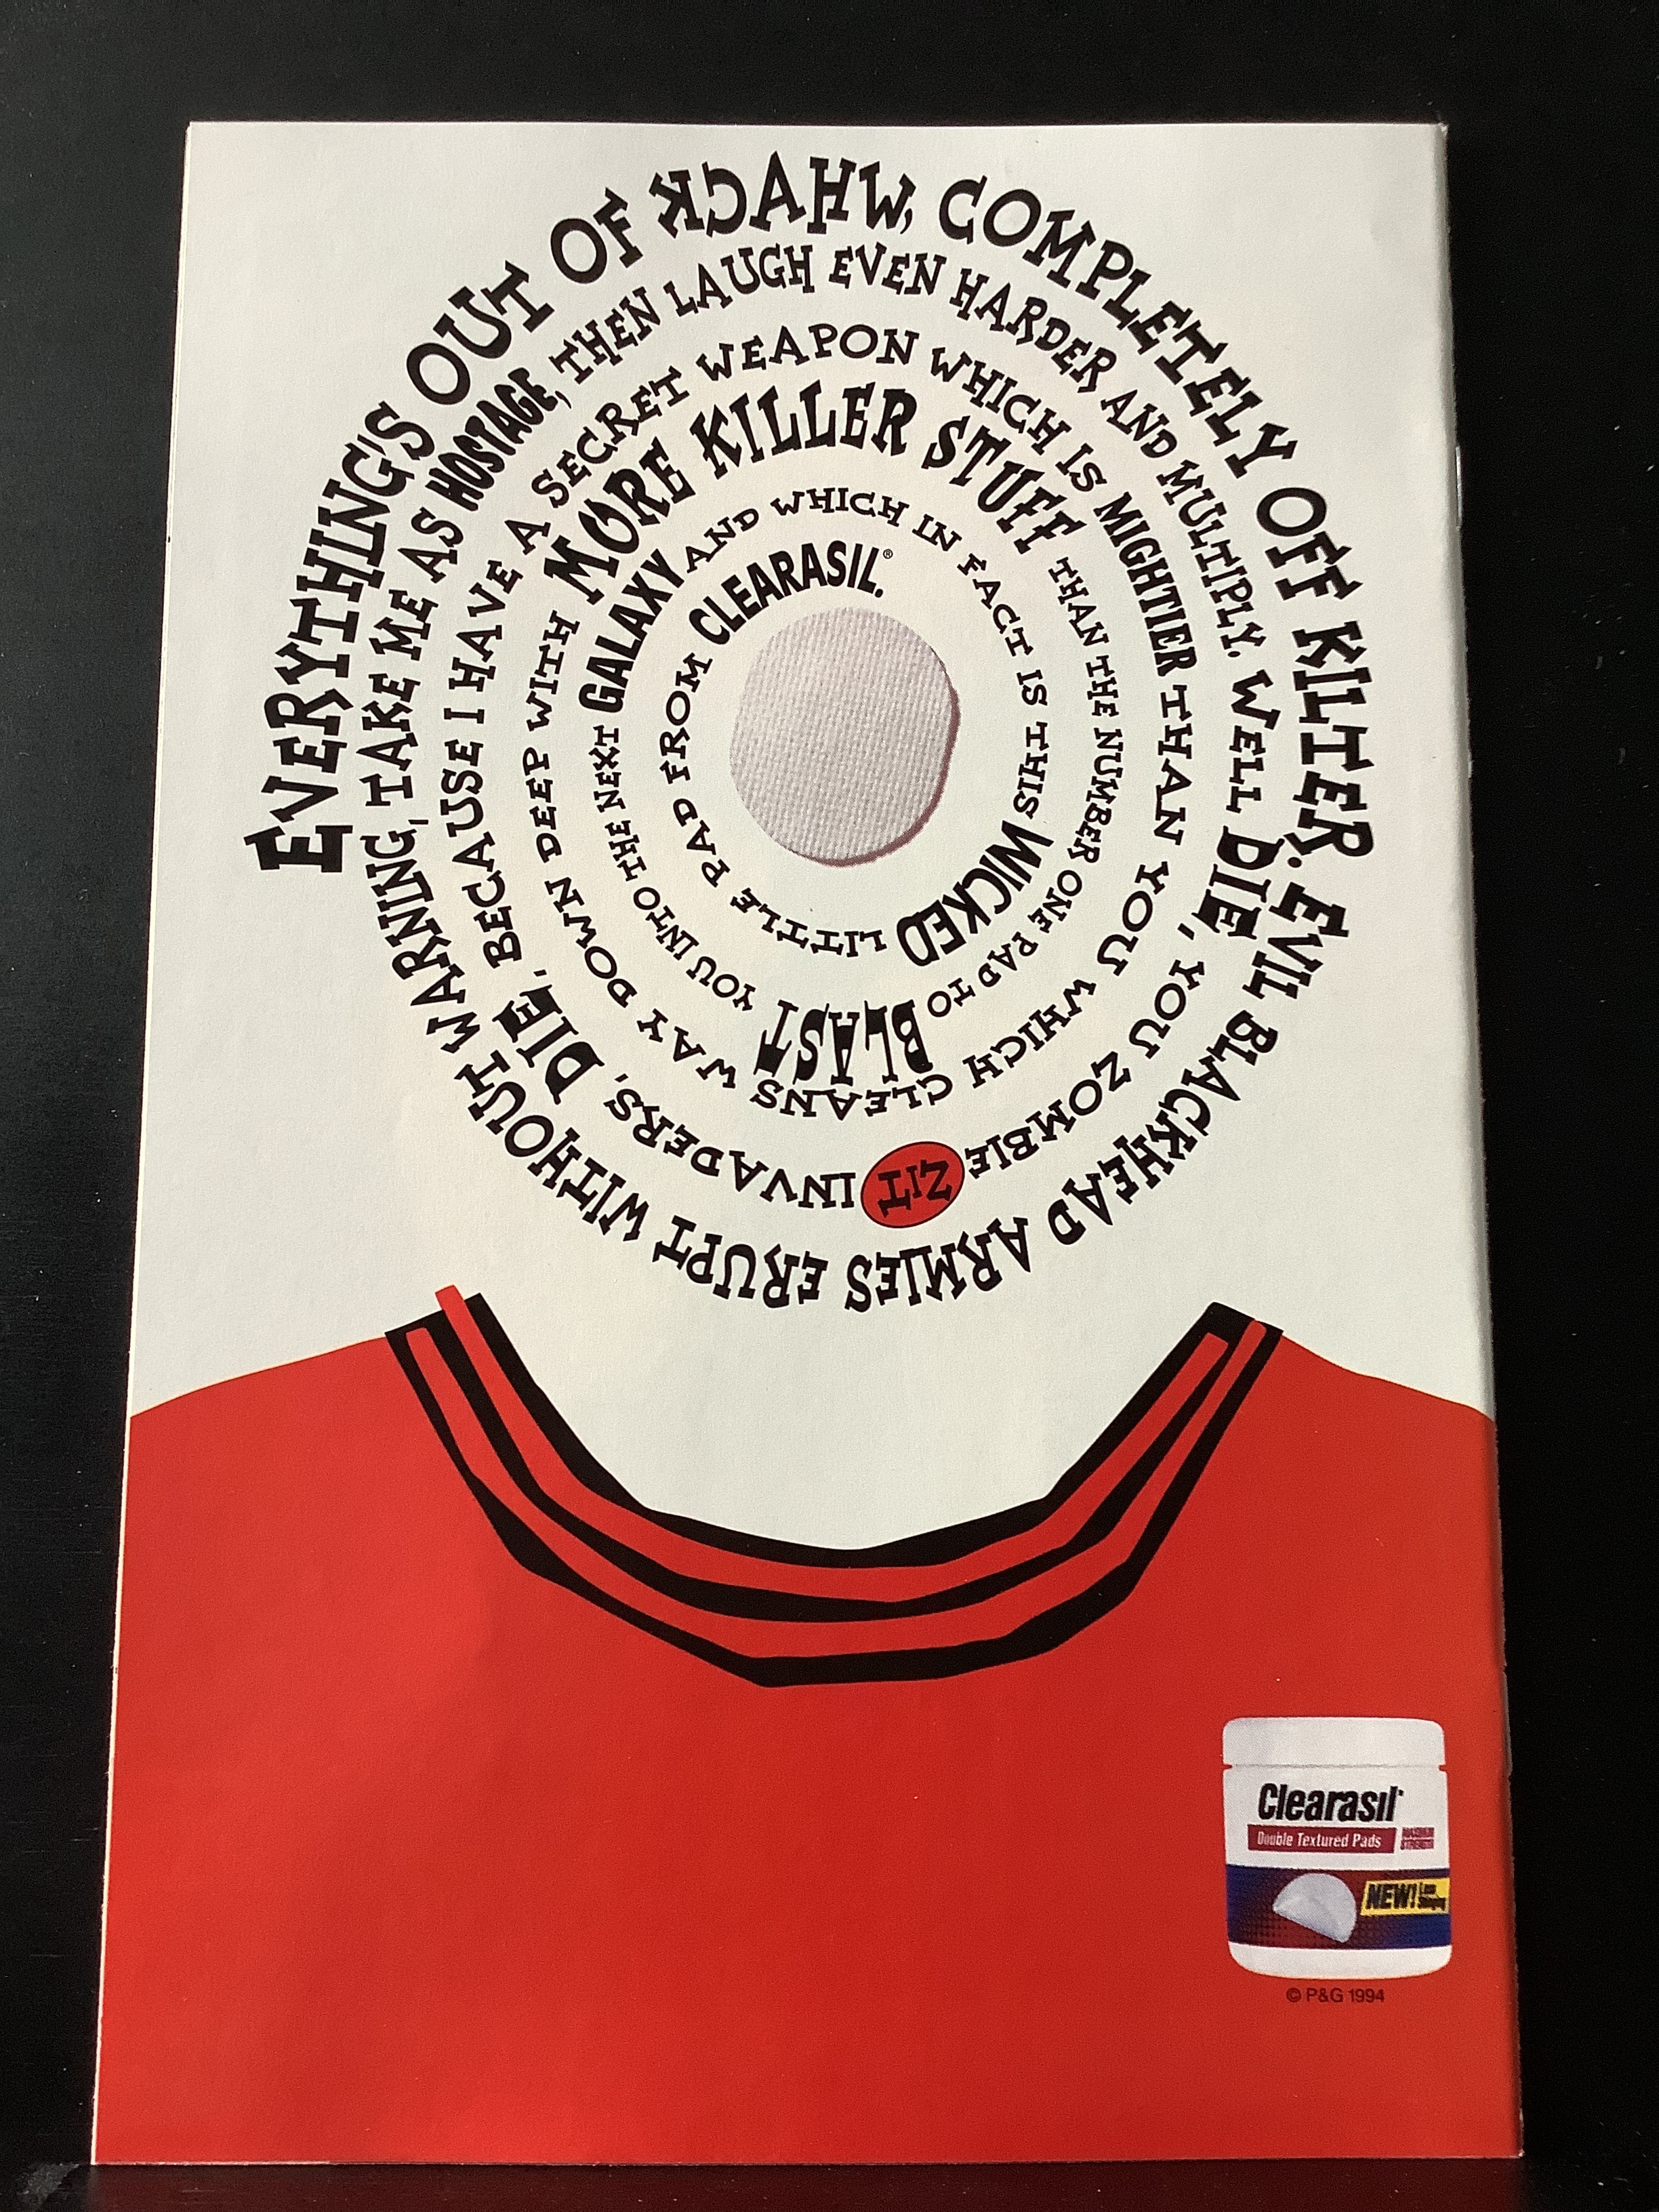 EVERYTHING'S OUT OF WHACK, COMPLETELY OFF KILTER. EVIL BLACKHEAD ARMIES ERUPT WITHOUT WARNING, TAKE ME AS HOSTAGE, THEN LAUGH EVEN HARDER AND MULTIPLY. WELL DIE, YOU ZOMBIE ZIT INVADERS, DIE, BECAUSE I HAVE A SECRET WEAPON WHICH IS MIGHTIER THAN YOU WHICH CLEANS WAY DOWN DEEP WITH MORE KILLER STUFF THAN THE NUMBER ONE PAD TO BLAST YOU INTO THE NEXT GALAXY AND WHICH IN FACT IS THIS WICKED LITTLE PAD FROM CLEARASIL®.
Clearasil
Double Textured Pads
MAXIMUM
STRENGTH
NEW!
© P&G 1994